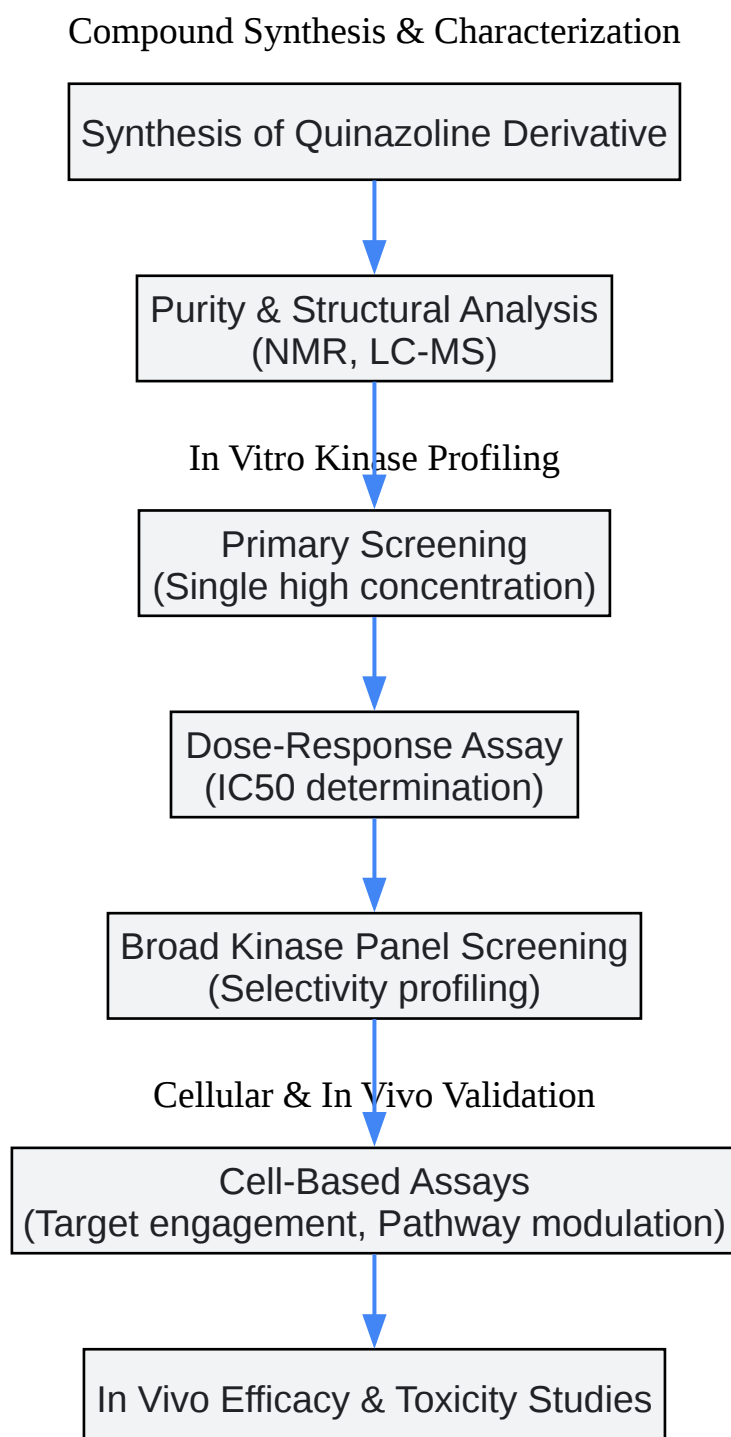 Compound Synthesis & Characterization
Synthesis of Quinazoline Derivative
Purity & Structural Analysis
(NMR, LC-MS)
In Vitro Kinase Profiling
Primary Screening
(Single high concentration)
Dose-Response Assay
(IC50 determination)
Broad Kinase Panel Screening
(Selectivity profiling)
Cellular & In Vivo Validation
Cell-Based Assays
(Target engagement, Pathway modulation)
In Vivo Efficacy & Toxicity Studies